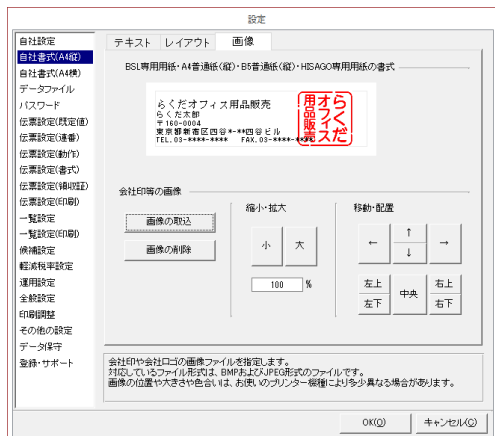 設定
自社設定
自社書式(A4縦)
自社書式(A4横)
データファイル
パスワード
伝票設定(既定値)
伝票設定(連番)
伝票設定(動作)
伝票設定(書式)
伝票設定(領収証)
伝票設定(印刷)
一覧設定
一覧設定(印刷)
候補設定
軽減税率設定
運用設定
全般設定
印刷調整
その他の設定
データ保守
登録・サポート
テキスト レイアウト 画像
BSL専用用紙・A4普通紙(縦)・B5普通紙(縦)・HISAGO専用用紙の書式
らくだオフィス用品販売
らくだ太郎
〒160-0004
東京都新宿区四谷*-**四谷ビル
TEL.03-****-**** FAX.03-****-****
らくだ
オフィス
用品販売
会社印等の画像
画像の取込
画像の削除
縮小・拡大
小 大
100 %
移動・配置
← ↑ ↓ →
左上 中央 右上
左下 右下
会社印や会社ロゴの画像ファイルを指定します。
対応しているファイル形式は、BMPおよびJPEG形式のファイルです。
画像の位置や大きさや色合いは、お使いのプリンター機種により多少異なる場合があります。
OK(O) キャンセル(C)